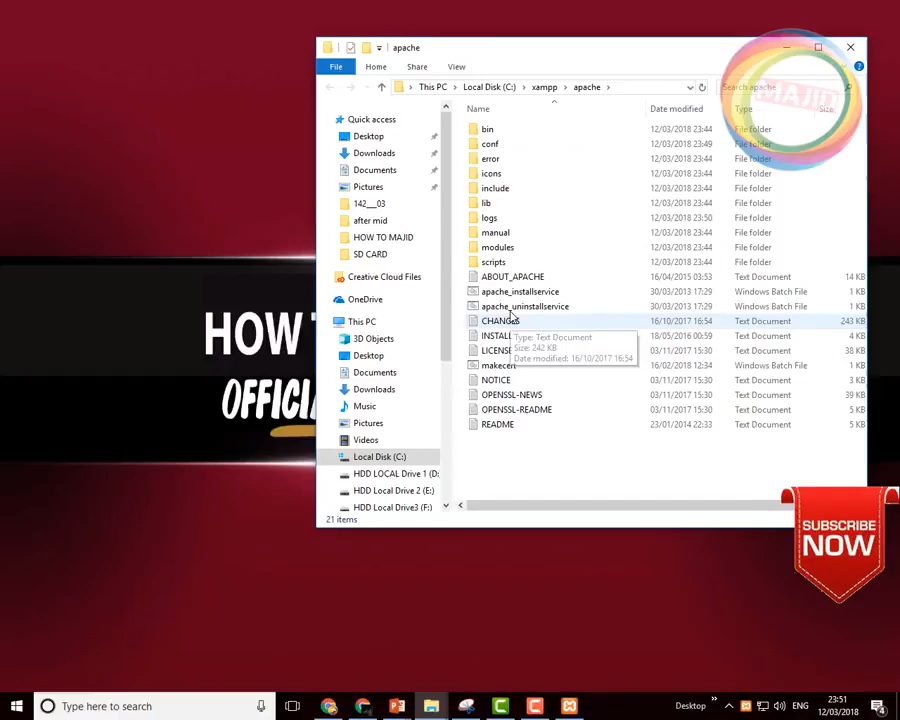 apache
File Home Share View
This PC Local Disk (C:) xampp apache
Search apache
Name Date modified Type Size
Quick access
Desktop
Downloads
Documents
Pictures
142___03
after mid
HOW TO MAJID
SD CARD
Creative Cloud Files
OneDrive
This PC
3D Objects
Desktop
Documents
Downloads
Music
Pictures
Videos
Local Disk (C:)
HDD LOCAL Drive 1 (D:
HDD Local Drive 2 (E:)
HDD Local Drive3 (F:)
bin 12/03/2018 23:44 File folder
conf 12/03/2018 23:49 File folder
error 12/03/2018 23:44 File folder
icons 12/03/2018 23:44 File folder
include 12/03/2018 23:44 File folder
lib 12/03/2018 23:44 File folder
logs 12/03/2018 23:50 File folder
manual 12/03/2018 23:44 File folder
modules 12/03/2018 23:44 File folder
scripts 12/03/2018 23:44 File folder
ABOUT_APACHE 16/04/2015 03:53 Text Document 14 KB
apache_installservice 30/03/2013 17:29 Windows Batch File 1 KB
apache_uninstallservice 30/03/2013 17:29 Windows Batch File 1 KB
CHANGES 16/10/2017 16:54 Text Document 243 KB
INSTALL 18/05/2016 00:59 Text Document 4 KB
LICENSE 03/11/2017 15:30 Text Document 38 KB
makecert 16/02/2018 12:34 Windows Batch File 1 KB
NOTICE 03/11/2017 15:30 Text Document 3 KB
OPENSSL-NEWS 03/11/2017 15:30 Text Document 39 KB
OPENSSL-README 03/11/2017 15:30 Text Document 5 KB
README 23/01/2014 22:33 Text Document 5 KB
Type: Text Document
Size: 242 KB
Date modified: 16/10/2017 16:54
21 items
MAJID
HOW
OFFICIA
SUBSCRIBE
NOW
Type here to search
Desktop
23:51
12/03/2018
4